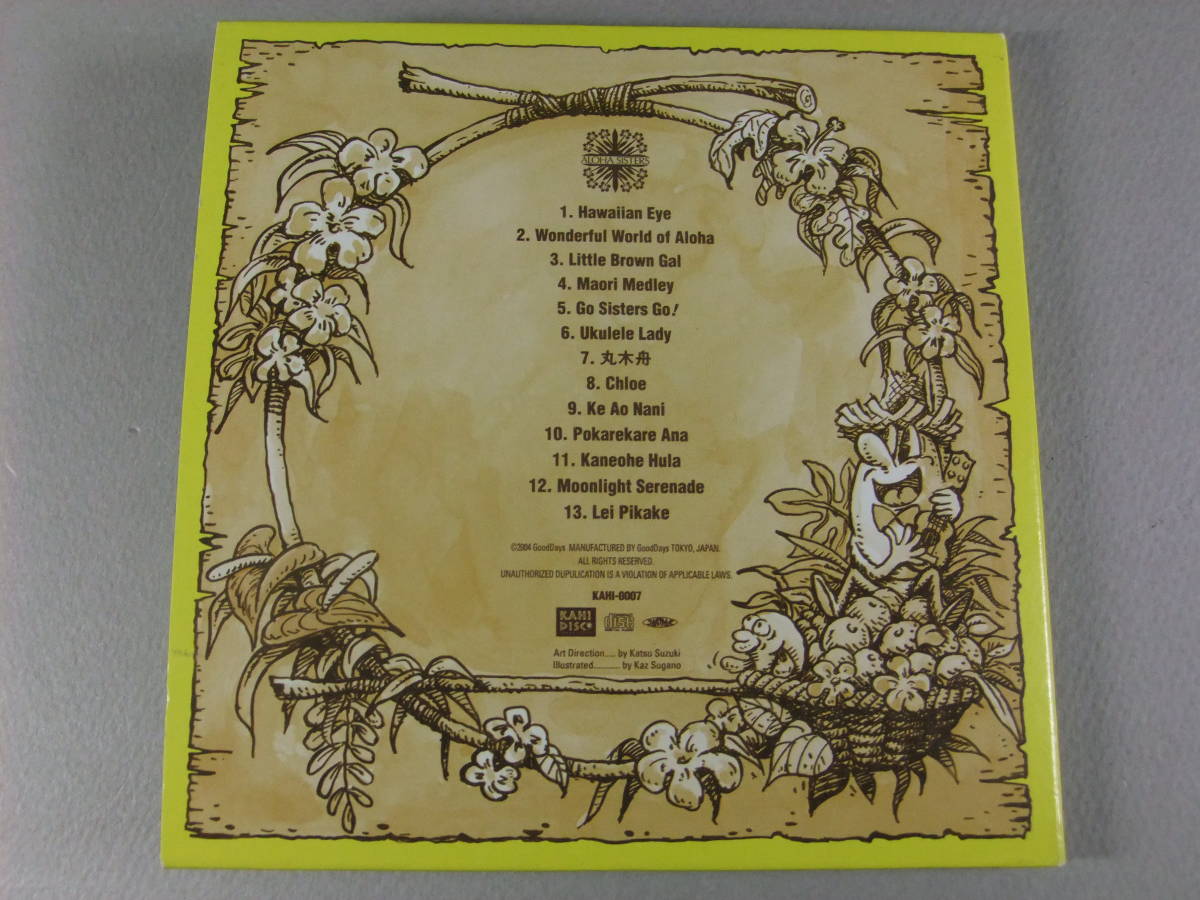 ALOHA SISTERS
1. Hawaiian Eye
2. Wonderful World of Aloha
3. Little Brown Gal
4. Maori Medley
5. Go Sisters Go!
6. Ukulele Lady
7. 丸木舟
8. Chloe
9. Ke Ao Nani
10. Pokarekare Ana
11. Kaneohe Hula
12. Moonlight Serenade
13. Lei Pikake
©2004 GoodDays MANUFACTURED BY GoodDays TOKYO, JAPAN.
ALL RIGHTS RESERVED.
UNAUTHORIZED DUPULICATION IS A VIOLATION OF APPLICABLE LAWS.
KAHI-0007
KAHI
DISC
disc
Art Direction..... by Katsu Suzuki
Illustrated............ by Kaz Sugano